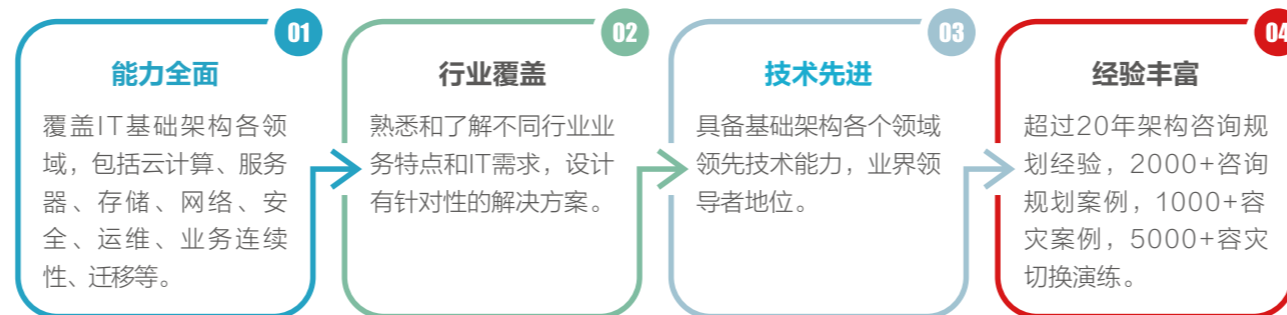 01
能力全面
覆盖IT基础架构各领
域，包括云计算、服务
器、存储、网络、安
全、运维、业务连续
性、迁移等。
02
行业覆盖
熟悉和了解不同行业业
务特点和IT需求，设计
有针对性的解决方案。
03
技术先进
具备基础架构各个领域
领先技术能力，业界领
导者地位。
04
经验丰富
超过20年架构咨询规
划经验，2000+咨询
规划案例，1000+容
灾案例，5000+容灾
切换演练。